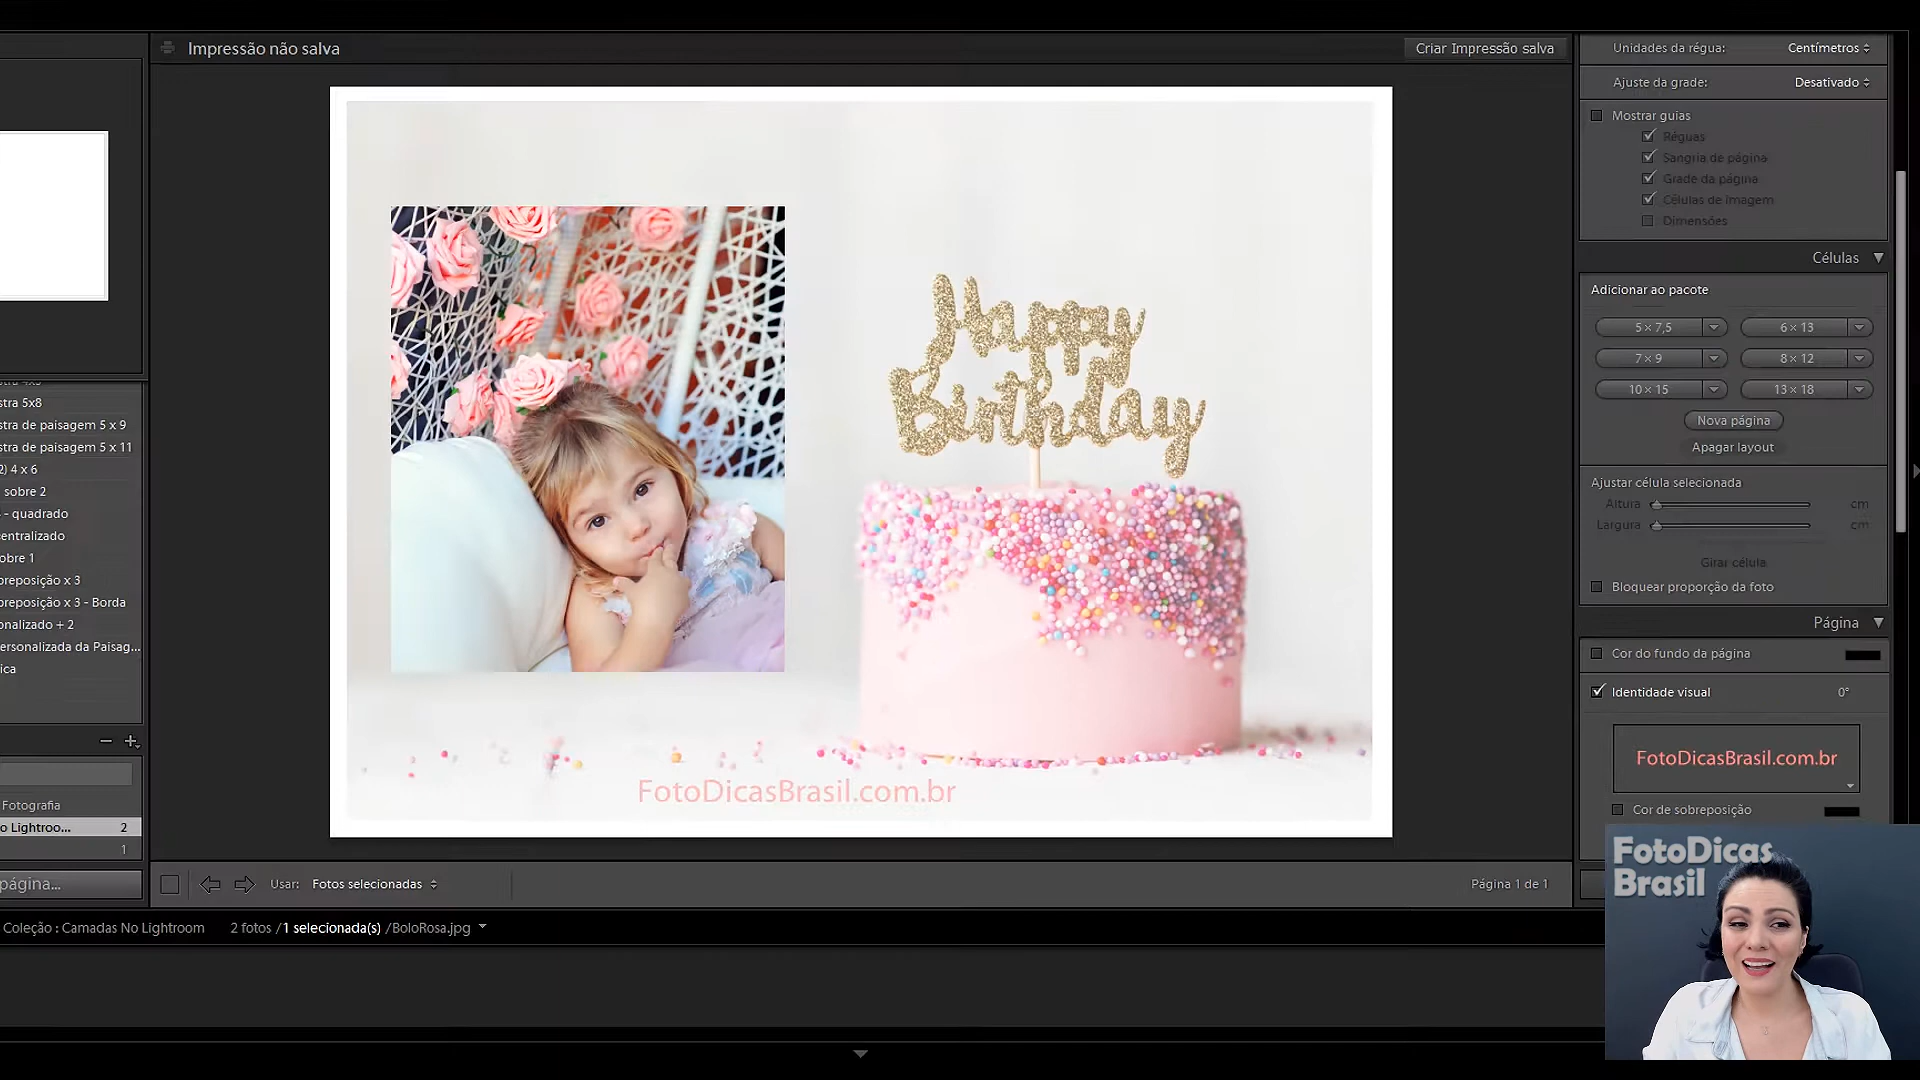 Impressão não salva
Criar Impressão salva
Unidades da régua: Centímetros
Ajuste da grade: Desativado
Mostrar guias
Réguas
Sangria de página
Grade da página
Células de imagem
Dimensões
Células
Adicionar ao pacote
5 × 7,5 6 × 13
7 × 9 8 × 12
10 × 15 13 × 18
Nova página
Apagar layout
Ajustar célula selecionada
Altura cm
Largura cm
Girar célula
Bloquear proporção da foto
Página
Cor do fundo da página
Identidade visual 0°
FotoDicasBrasil.com.br
Cor de sobreposição
FotoDicas
Brasil
Happy
Birthday
FotoDicasBrasil.com.br
stra 5x8
stra de paisagem 5 x 9
stra de paisagem 5 x 11
2) 4 x 6
sobre 2
- quadrado
entralizado
obre 1
reposição x 3
reposição x 3 - Borda
onalizado + 2
ersonalizada da Paisag...
ica
Fotografia
o Lightroo... 2
1
página...
Usar: Fotos selecionadas
Página 1 de 1
Coleção : Camadas No Lightroom 2 fotos / 1 selecionada(s) / BoloRosa.jpg